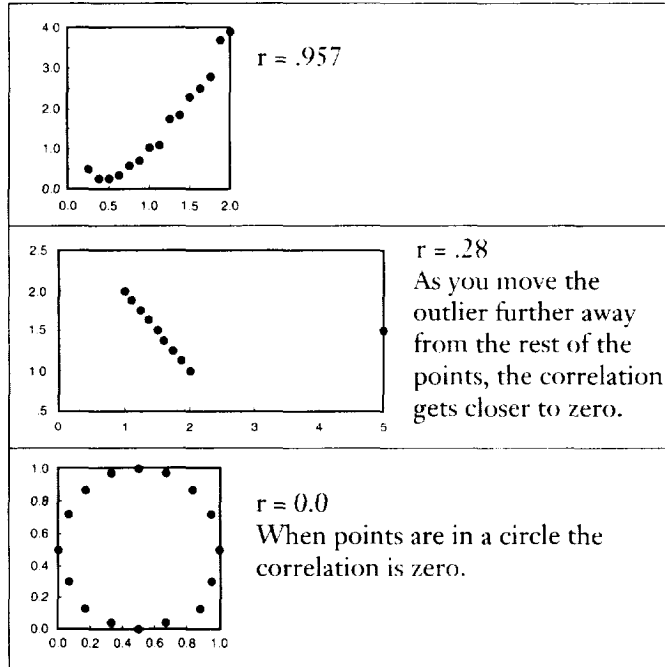 4.0
r = .957
3.0
2.0
1.0
0.0
0.0 0.5 1.0 1.5 2.0
2.5
r = .28
As you move the
2.0
outlier further away
1.5
from the rest of the
points, the correlation
1.0
gets closer to zero.
.5
0 1 2 3 4 5
1.0
r = 0.0
0.8
When points are in a circle the
0.6
correlation is zero.
0.4
0.2
0.0
0.0 0.2 0.4 0.6 0.8 1.0